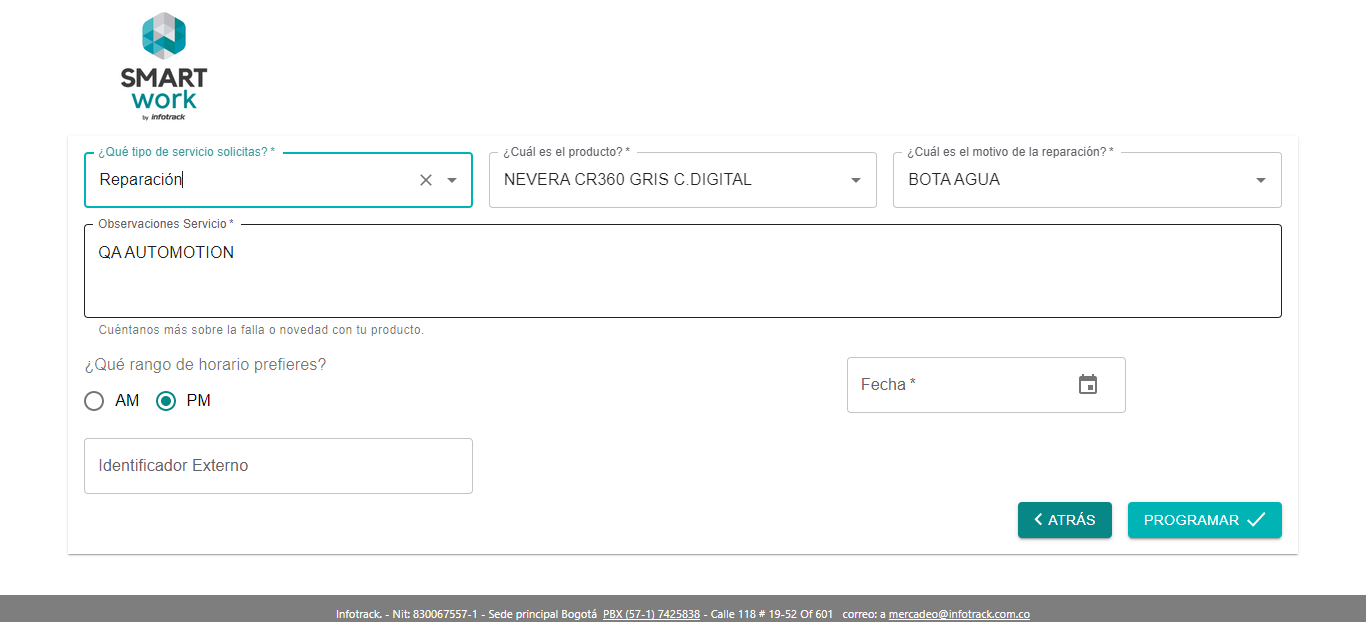 SMART
work
by infotrack
¿Qué tipo de servicio solicitas? *
Reparación
¿Cuál es el producto? *
NEVERA CR360 GRIS C.DIGITAL
¿Cuál es el motivo de la reparación? *
BOTA AGUA
Observaciones Servicio *
QA AUTOMOTION
Cuéntanos más sobre la falla o novedad con tu producto.
¿Qué rango de horario prefieres?
AM PM
Fecha *
Identificador Externo
ATRÁS PROGRAMAR
Infotrack. - Nit: 830067557-1 - Sede principal Bogotá PBX (57-1) 7425838 - Calle 118 # 19-52 Of 601 correo: a mercadeo@infotrack.com.co